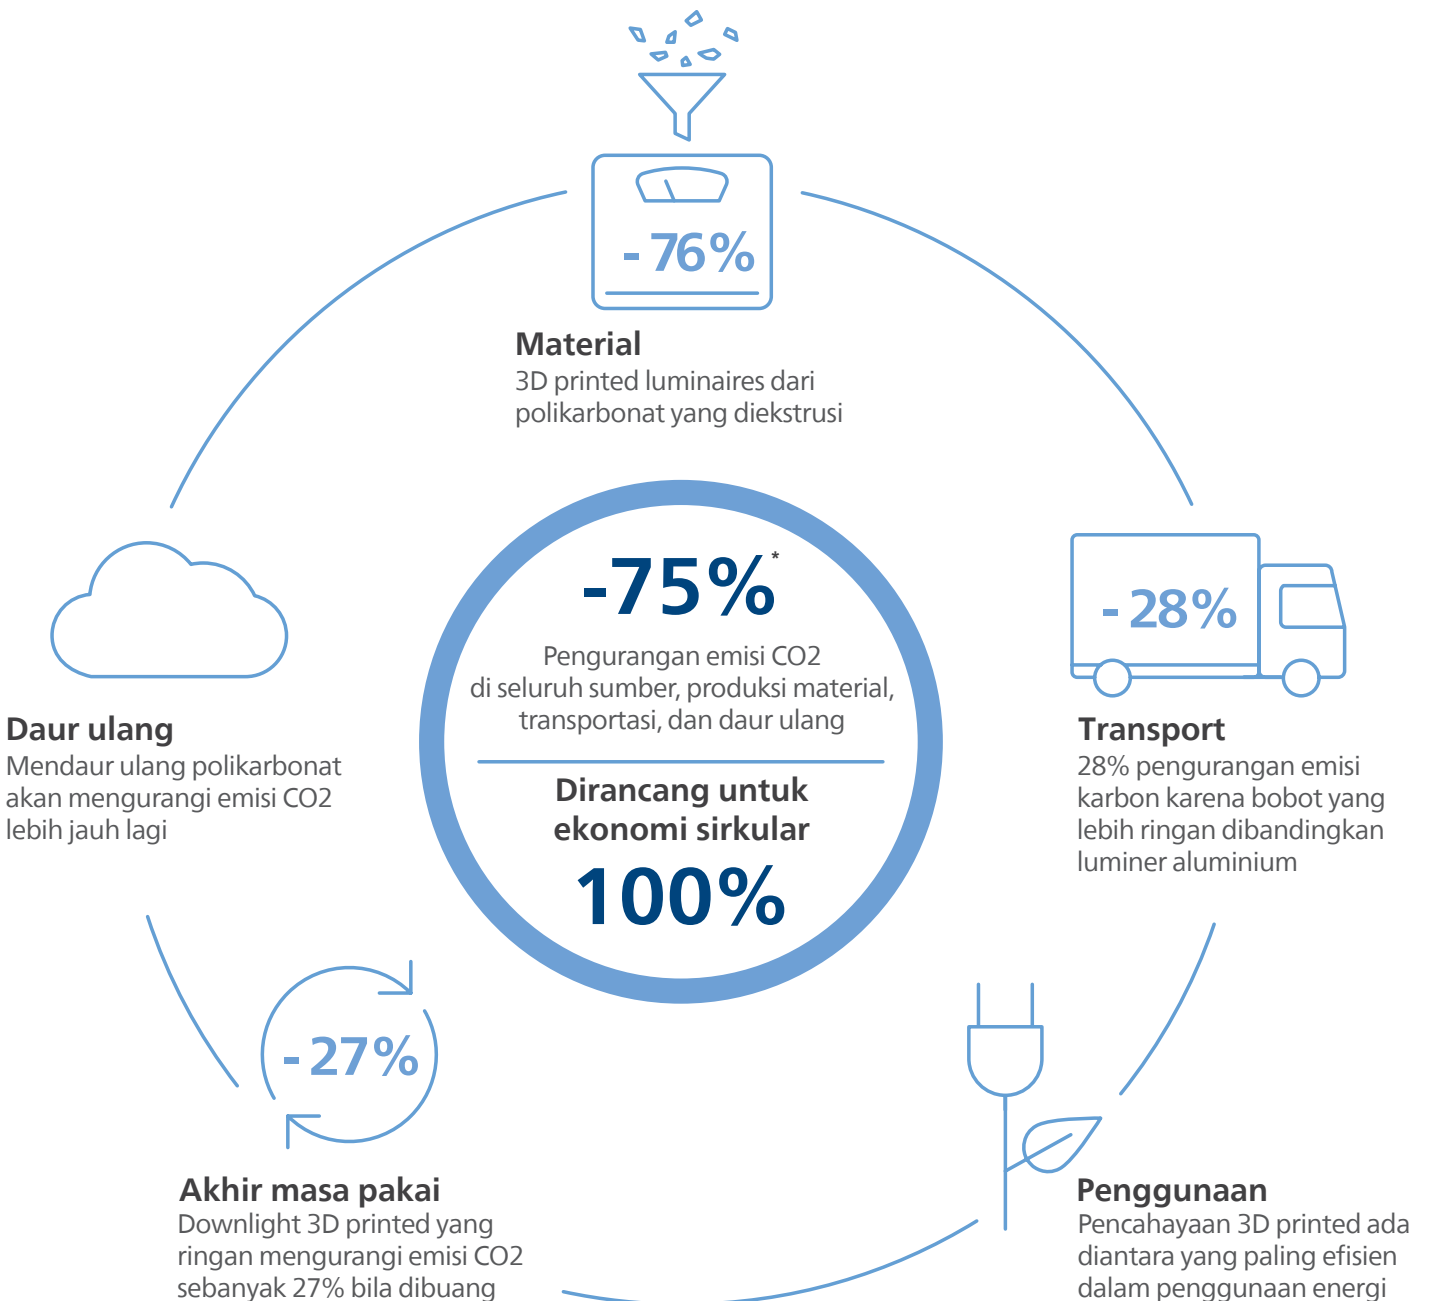 - 76%
Material
3D printed luminaires dari
polikarbonat yang diekstrusi
-75%*
Pengurangan emisi CO2
di seluruh sumber, produksi material,
transportasi, dan daur ulang
Dirancang untuk
ekonomi sirkular
100%
- 28%
Transport
28% pengurangan emisi
karbon karena bobot yang
lebih ringan dibandingkan
luminer aluminium
Penggunaan
Pencahayaan 3D printed ada
diantara yang paling efisien
dalam penggunaan energi
- 27%
Akhir masa pakai
Downlight 3D printed yang
ringan mengurangi emisi CO2
sebanyak 27% bila dibuang
Daur ulang
Mendaur ulang polikarbonat
akan mengurangi emisi CO2
lebih jauh lagi